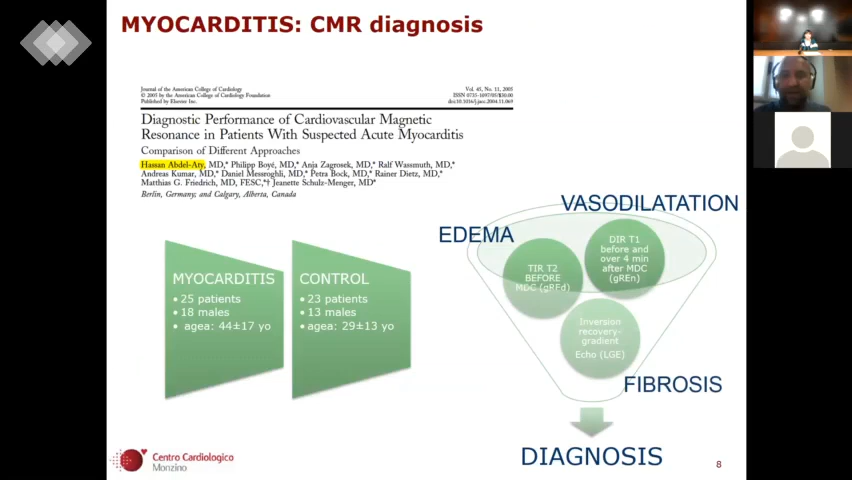 MYOCARDITIS: CMR diagnosis
Journal of the American College of Cardiology
© 2005 by the American College of Cardiology Foundation
Published by Elsevier Inc.
Vol. 45, No. 11, 2005
ISSN 0735-1097/05/$30.00
doi:10.1016/j.jacc.2004.11.069
Diagnostic Performance of Cardiovascular Magnetic
Resonance in Patients With Suspected Acute Myocarditis
Comparison of Different Approaches
Hassan Abdel-Aty, MD,* Philipp Boyé, MD,* Anja Zagrosek, MD,* Ralf Wassmuth, MD,*
Andreas Kumar, MD,* Daniel Messroghli, MD,* Petra Bock, MD,* Rainer Dietz, MD,*
Matthias G. Friedrich, MD, FESC,*† Jeanette Schulz-Menger, MD*
Berlin, Germany; and Calgary, Alberta, Canada
MYOCARDITIS
• 25 patients
• 18 males
• agea: 44±17 yo
CONTROL
• 23 patients
• 13 males
• agea: 29±13 yo
VASODILATATION
EDEMA
DIR T1
before and
over 4 min
after MDC
(gREn)
TIR T2
BEFORE
MDC (gREd)
Inversion
recovery-
gradient
Echo (LGE)
FIBROSIS
DIAGNOSIS
Centro Cardiologico
Monzino
8